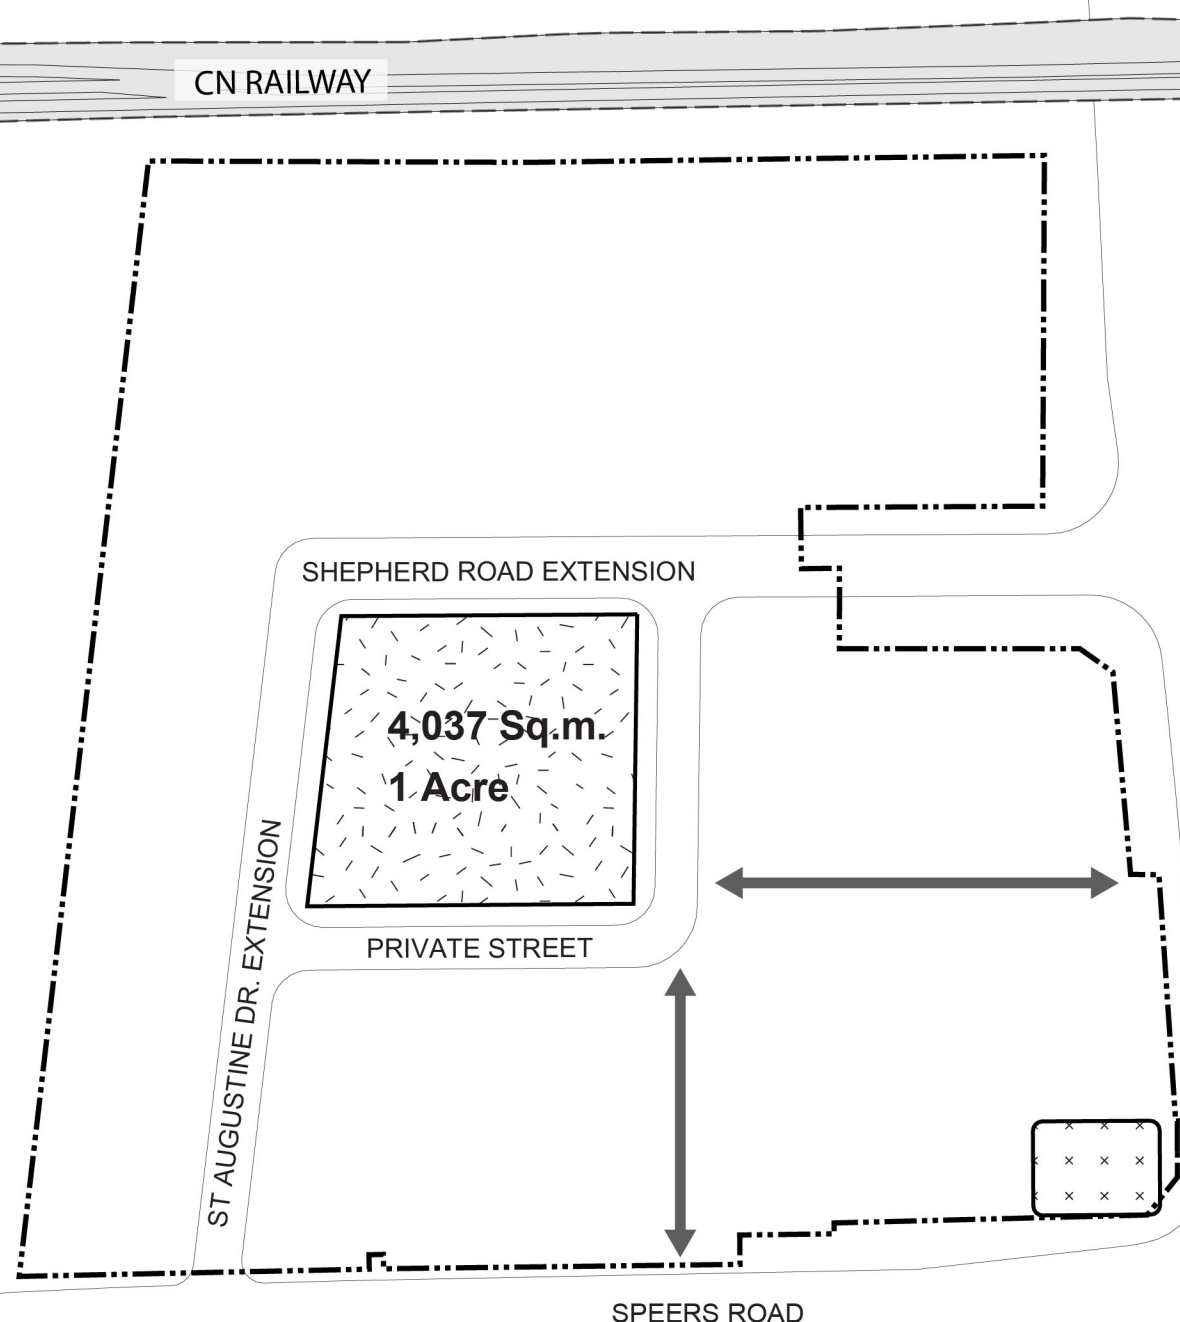 CN RAILWAY
SHEPHERD ROAD EXTENSION
4,037 Sq.m.
1 Acre
ST AUGUSTINE DR. EXTENSION
PRIVATE STREET
SPEERS ROAD